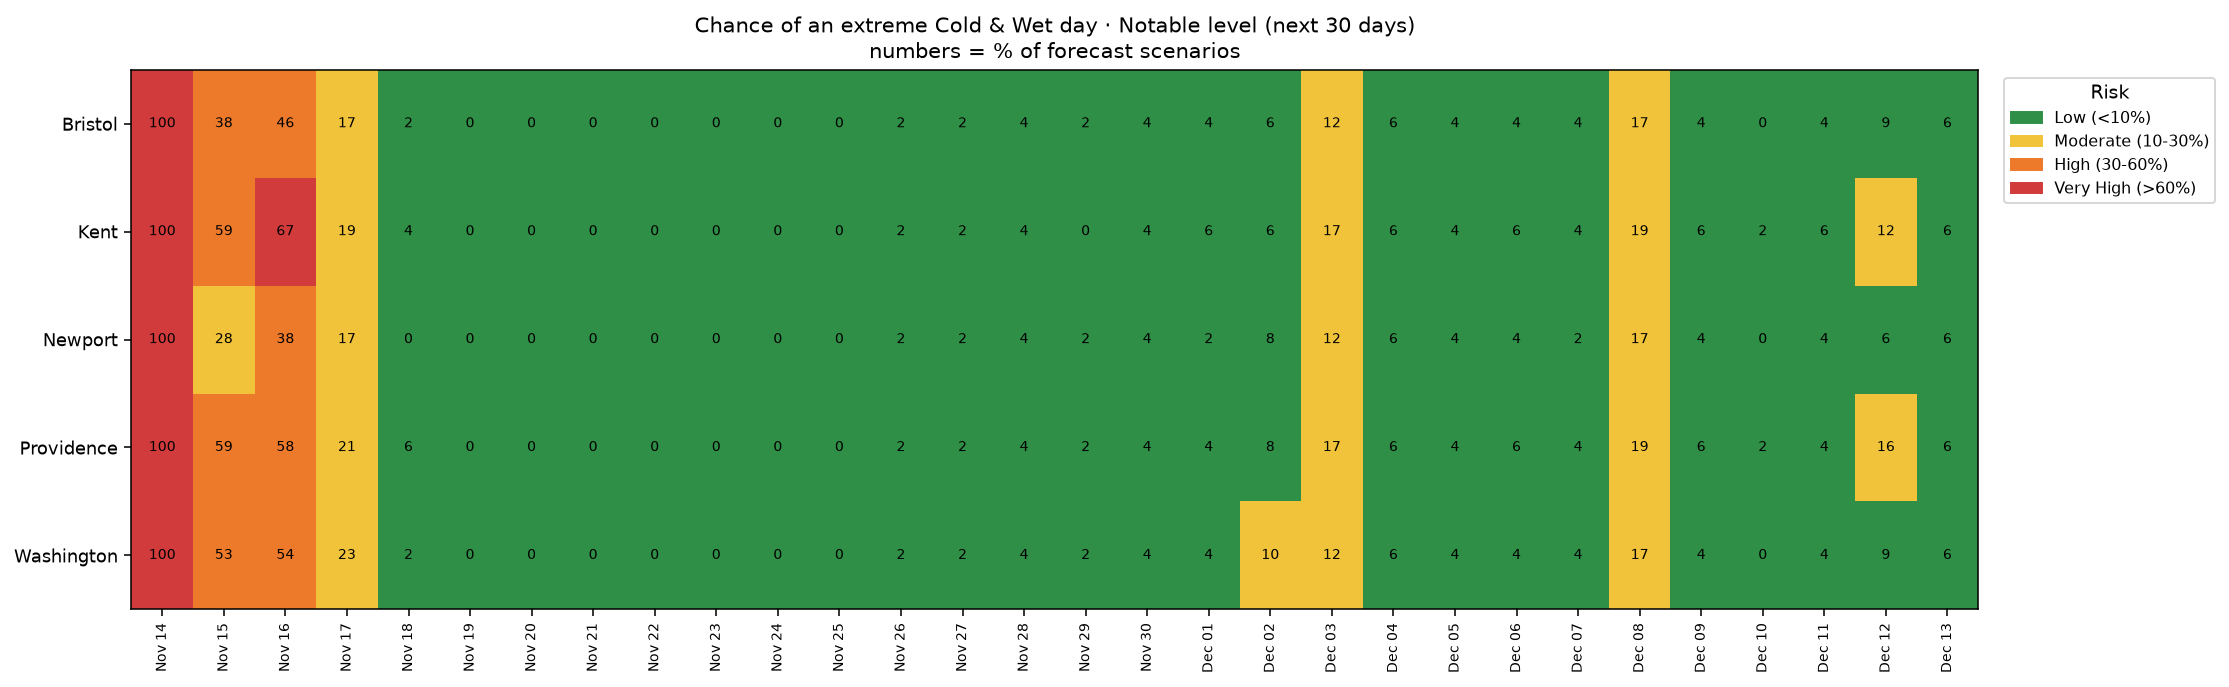 Chance of an extreme Cold & Wet day · Notable level (next 30 days)
numbers = % of forecast scenarios
Bristol 100 38 46 17 2 0 0 0 0 0 0 0 2 2 4 2 4 4 6 12 6 4 4 4 17 4 0 4 9 6
Kent 100 59 67 19 4 0 0 0 0 0 0 0 2 2 4 0 4 6 6 17 6 4 6 4 19 6 2 6 12 6
Newport 100 28 38 17 0 0 0 0 0 0 0 0 2 2 4 2 4 2 8 12 6 4 4 2 17 4 0 4 6 6
Providence 100 59 58 21 6 0 0 0 0 0 0 0 2 2 4 2 4 4 8 17 6 4 6 4 19 6 2 4 16 6
Washington 100 53 54 23 2 0 0 0 0 0 0 0 2 2 4 2 4 4 10 12 6 4 4 4 17 4 0 4 9 6
Nov 14 Nov 15 Nov 16 Nov 17 Nov 18 Nov 19 Nov 20 Nov 21 Nov 22 Nov 23 Nov 24 Nov 25 Nov 26 Nov 27 Nov 28 Nov 29 Nov 30 Dec 01 Dec 02 Dec 03 Dec 04 Dec 05 Dec 06 Dec 07 Dec 08 Dec 09 Dec 10 Dec 11 Dec 12 Dec 13
Risk
Low (<10%)
Moderate (10-30%)
High (30-60%)
Very High (>60%)